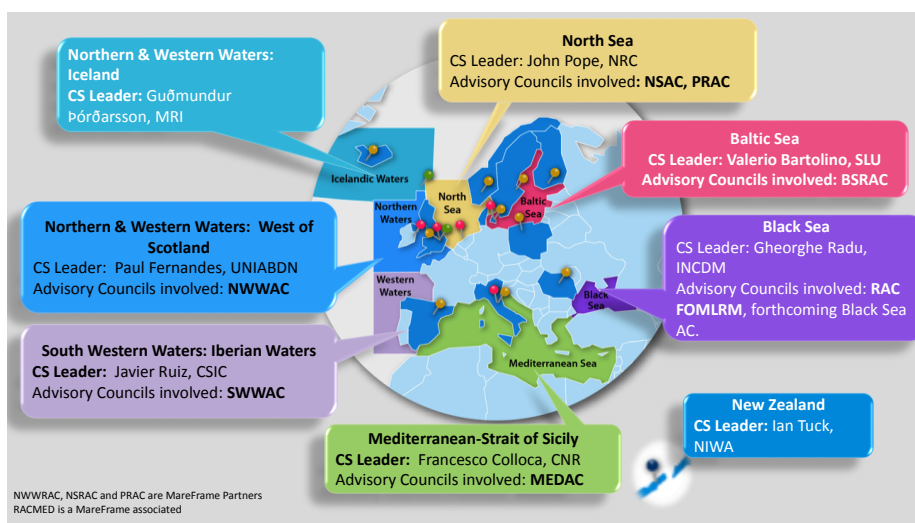 Northern & Western Waters:
Iceland
CS Leader: Guðmundur
Þórðarsson, MRI
North Sea
CS Leader: John Pope, NRC
Advisory Councils involved: NSAC, PRAC
Baltic Sea
CS Leader: Valerio Bartolino, SLU
Advisory Councils involved: BSRAC
Icelandic Waters
Northern
Waters
North
Sea
Baltic
Sea
Northern & Western Waters: West of
Scotland
CS Leader: Paul Fernandes, UNIABDN
Advisory Councils involved: NWWAC
Black Sea
CS Leader: Gheorghe Radu,
INCDM
Advisory Councils involved: RAC
FOMLRM, forthcoming Black Sea
AC.
Western
Waters
Black
Sea
South Western Waters: Iberian Waters
CS Leader: Javier Ruiz, CSIC
Advisory Councils involved: SWWAC
Mediterranean Sea
New Zealand
CS Leader: Ian Tuck,
NIWA
Mediterranean-Strait of Sicily
CS Leader: Francesco Colloca, CNR
Advisory Councils involved: MEDAC
NWWRAC, NSRAC and PRAC are MareFrame Partners
RACMED is a MareFrame associated